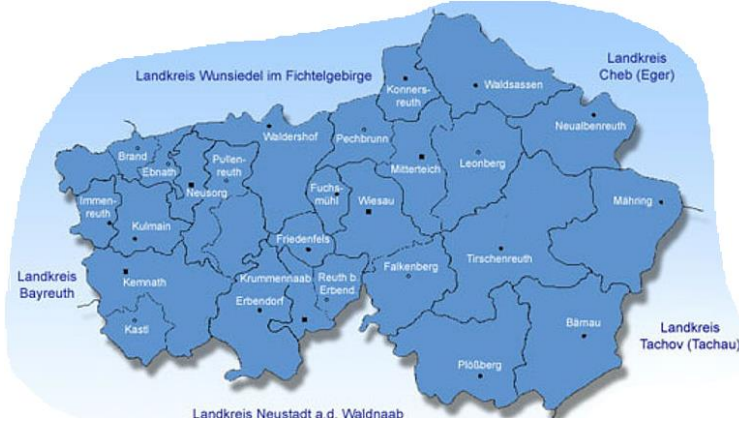 Landkreis Wunsiedel im Fichtelgebirge
Landkreis
Cheb (Eger)
Konners-
reuth
Waldsassen
Neualbenreuth
Waldershof
Pechbrunn
Brand
Ebnath
Pullen-
reuth
Neusorg
Mitterteich
Leonberg
Immen-
reuth
Kulmain
Fuchs-
mühl
Wiesau
Mähring
Friedenfels
Tirschenreuth
Landkreis
Bayreuth
Kemnath
Krummennaab
Reuth b.
Erbend.
Falkenberg
Erbendorf
Kastl
Bärnau
Landkreis
Tachov (Tachau)
Plößberg
Landkreis Neustadt a.d. Waldnaab